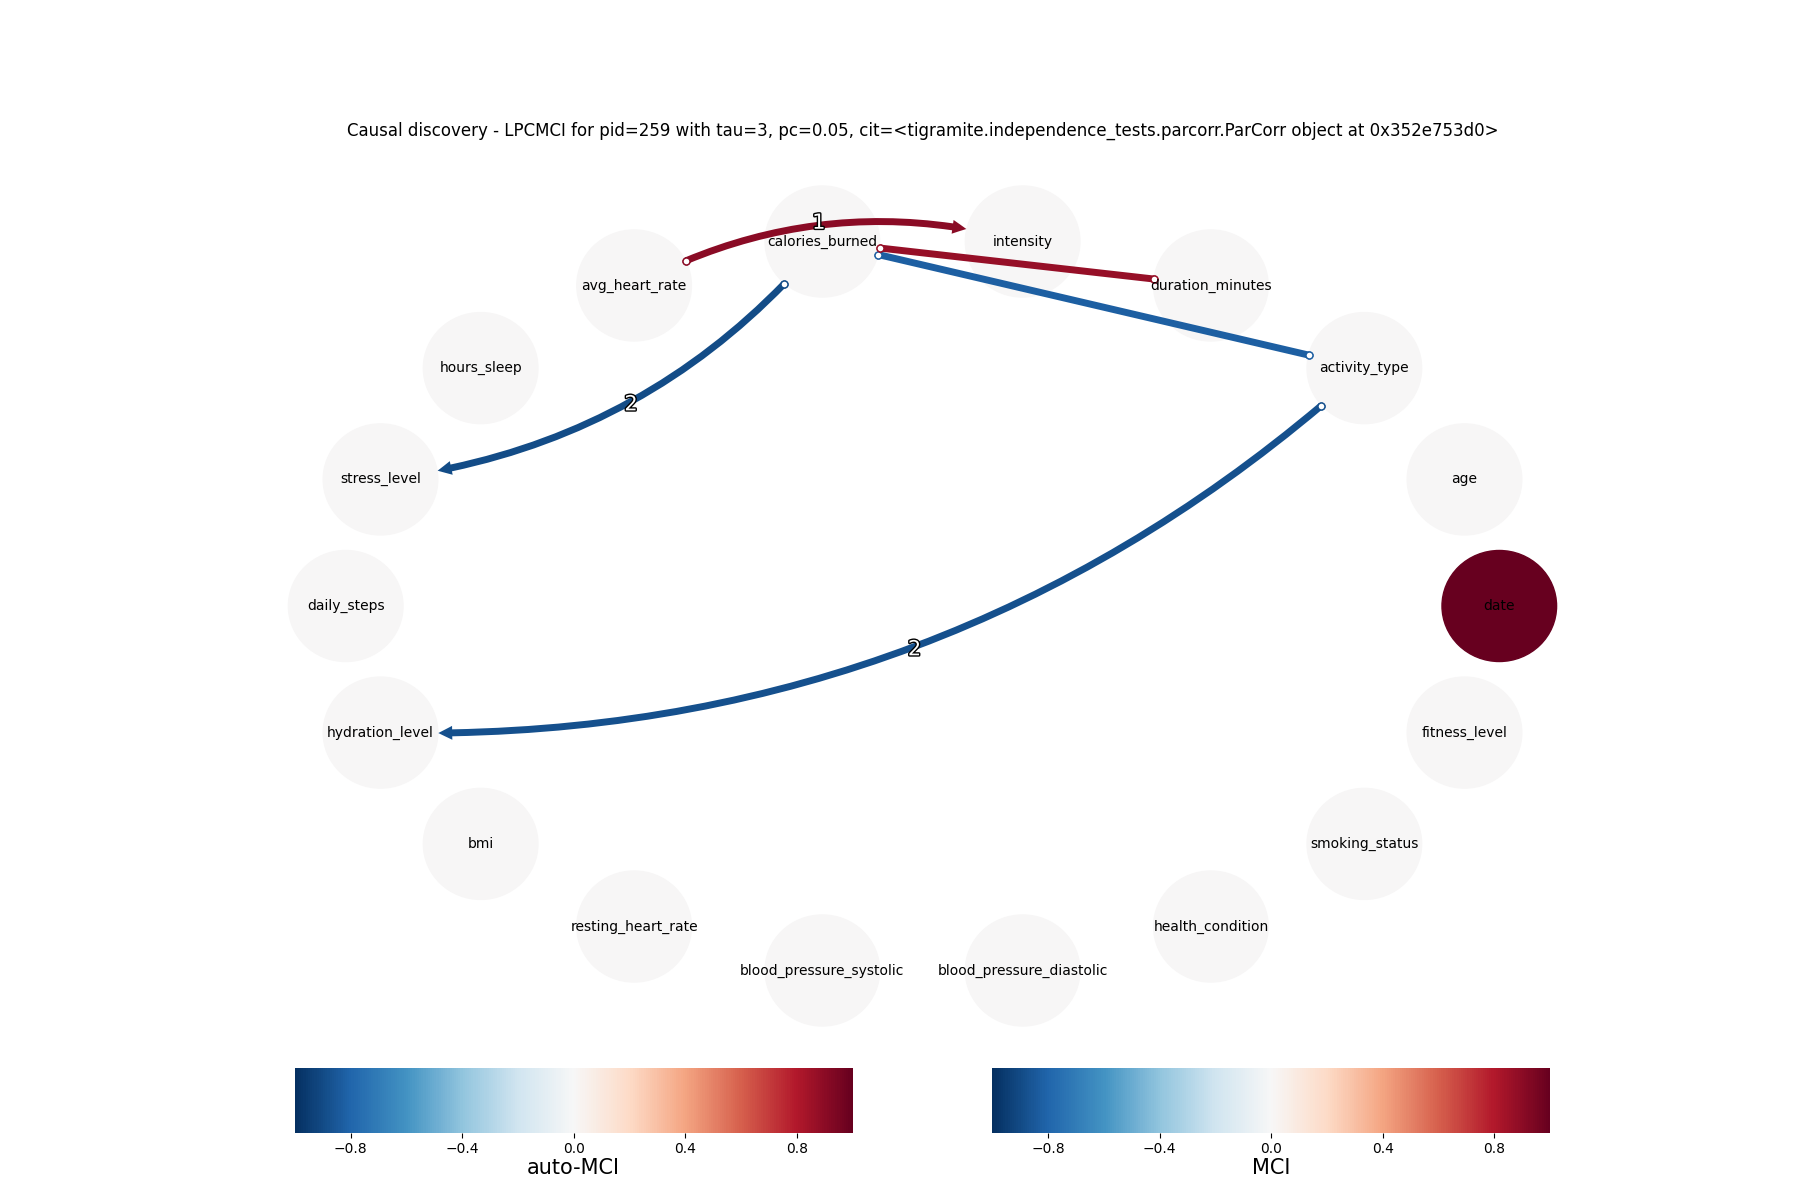 Causal discovery - LPCMCI for pid=259 with tau=3, pc=0.05, cit=<tigramite.independence_tests.parcorr.ParCorr object at 0x352e753d0>
1
calories_burned
intensity
avg_heart_rate
duration_minutes
hours_sleep
activity_type
2
stress_level
age
daily_steps
date
2
hydration_level
fitness_level
bmi
smoking_status
resting_heart_rate
health_condition
blood_pressure_systolic
blood_pressure_diastolic
−0.8 −0.4 0.0 0.4 0.8
auto-MCI
−0.8 −0.4 0.0 0.4 0.8
MCI